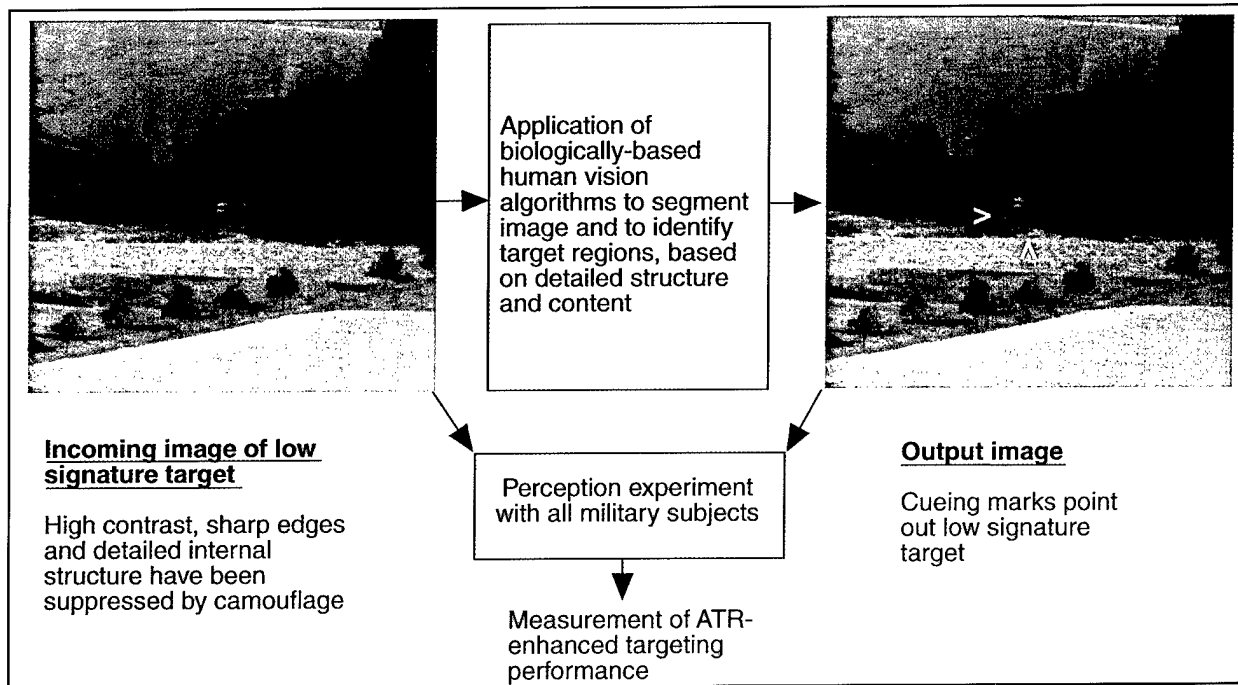 Application of
biologically-based
human vision
algorithms to segment
image and to identify
target regions, based
on detailed structure
and content
>
^
Incoming image of low
signature target
High contrast, sharp edges
and detailed internal
structure have been
suppressed by camouflage
Perception experiment
with all military subjects
Measurement of ATR-
enhanced targeting
performance
Output image
Cueing marks point
out low signature
target